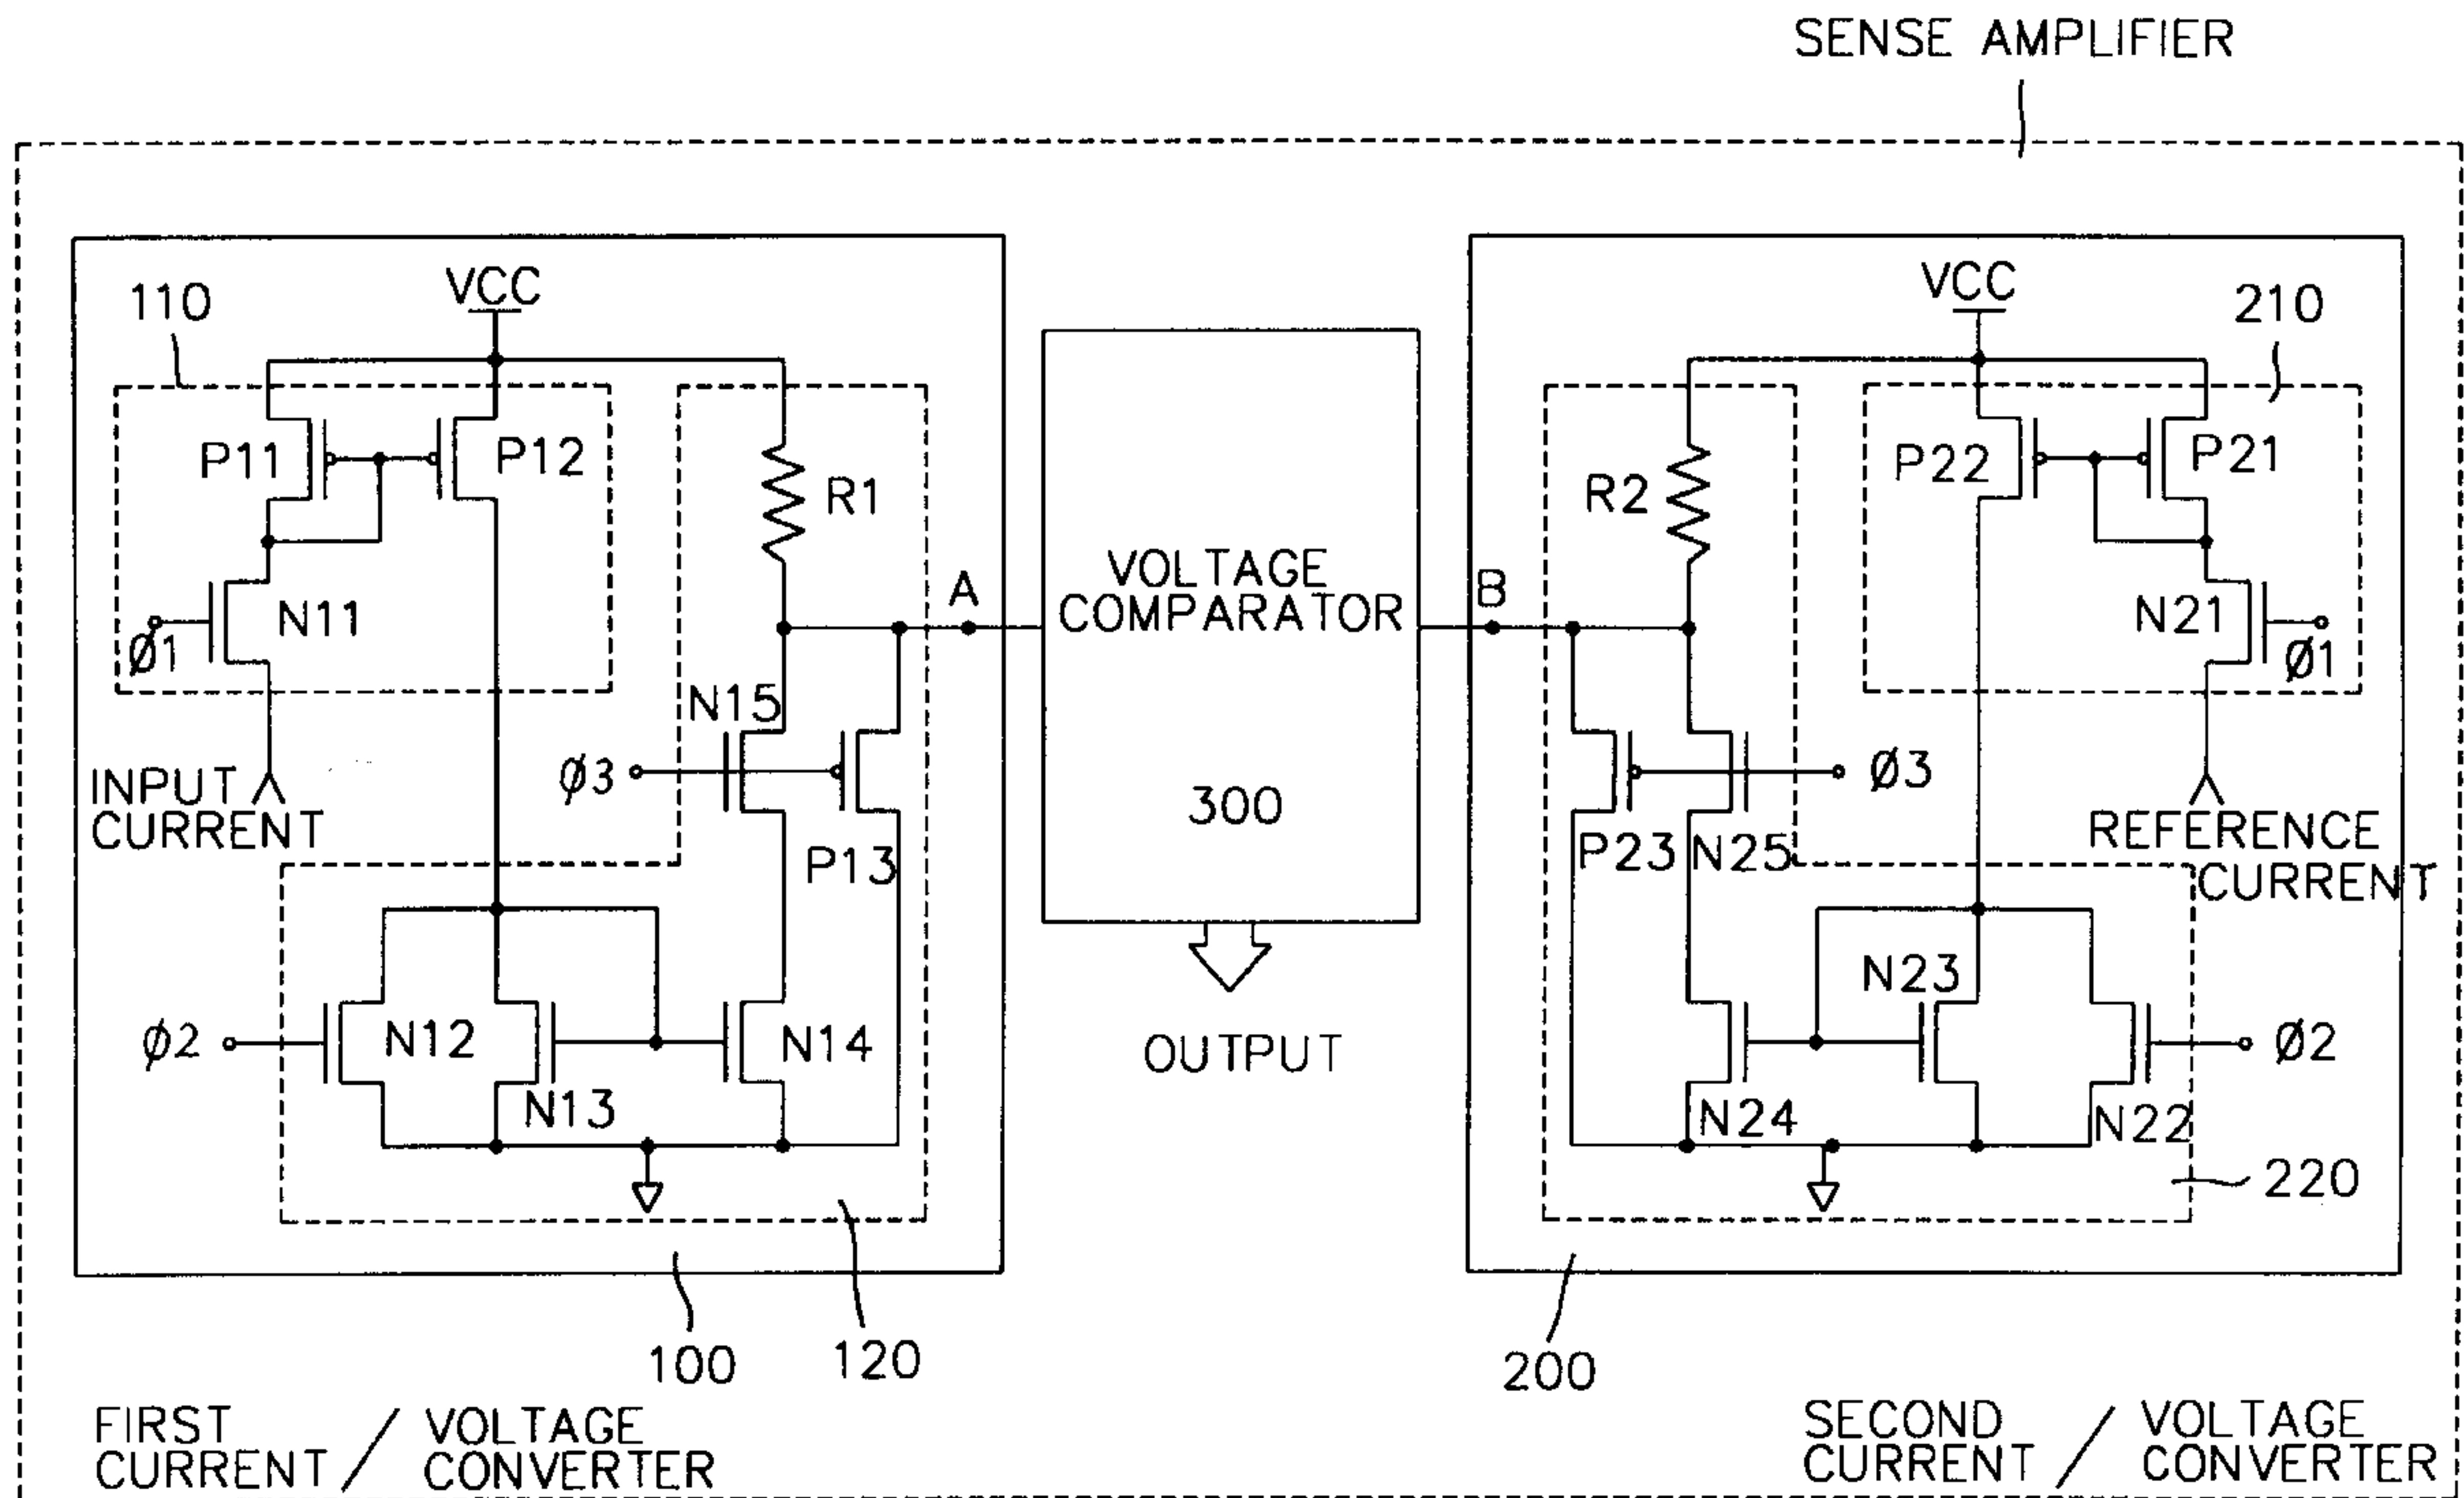 SENSE AMPLIFIER
110
VCC
P11
P12
R1
N11
Ø1
A
N15
INPUT
CURRENT
Ø3
P13
Ø2
N12
N13
N14
VOLTAGE
COMPARATOR
300
OUTPUT
VCC
210
R2
P22
P21
B
N21
Ø1
Ø3
P23
N25
REFERENCE
CURRENT
N23
Ø2
N24
N22
220
100
120
200
FIRST
CURRENT / VOLTAGE
CONVERTER
SECOND
CURRENT / VOLTAGE
CONVERTER